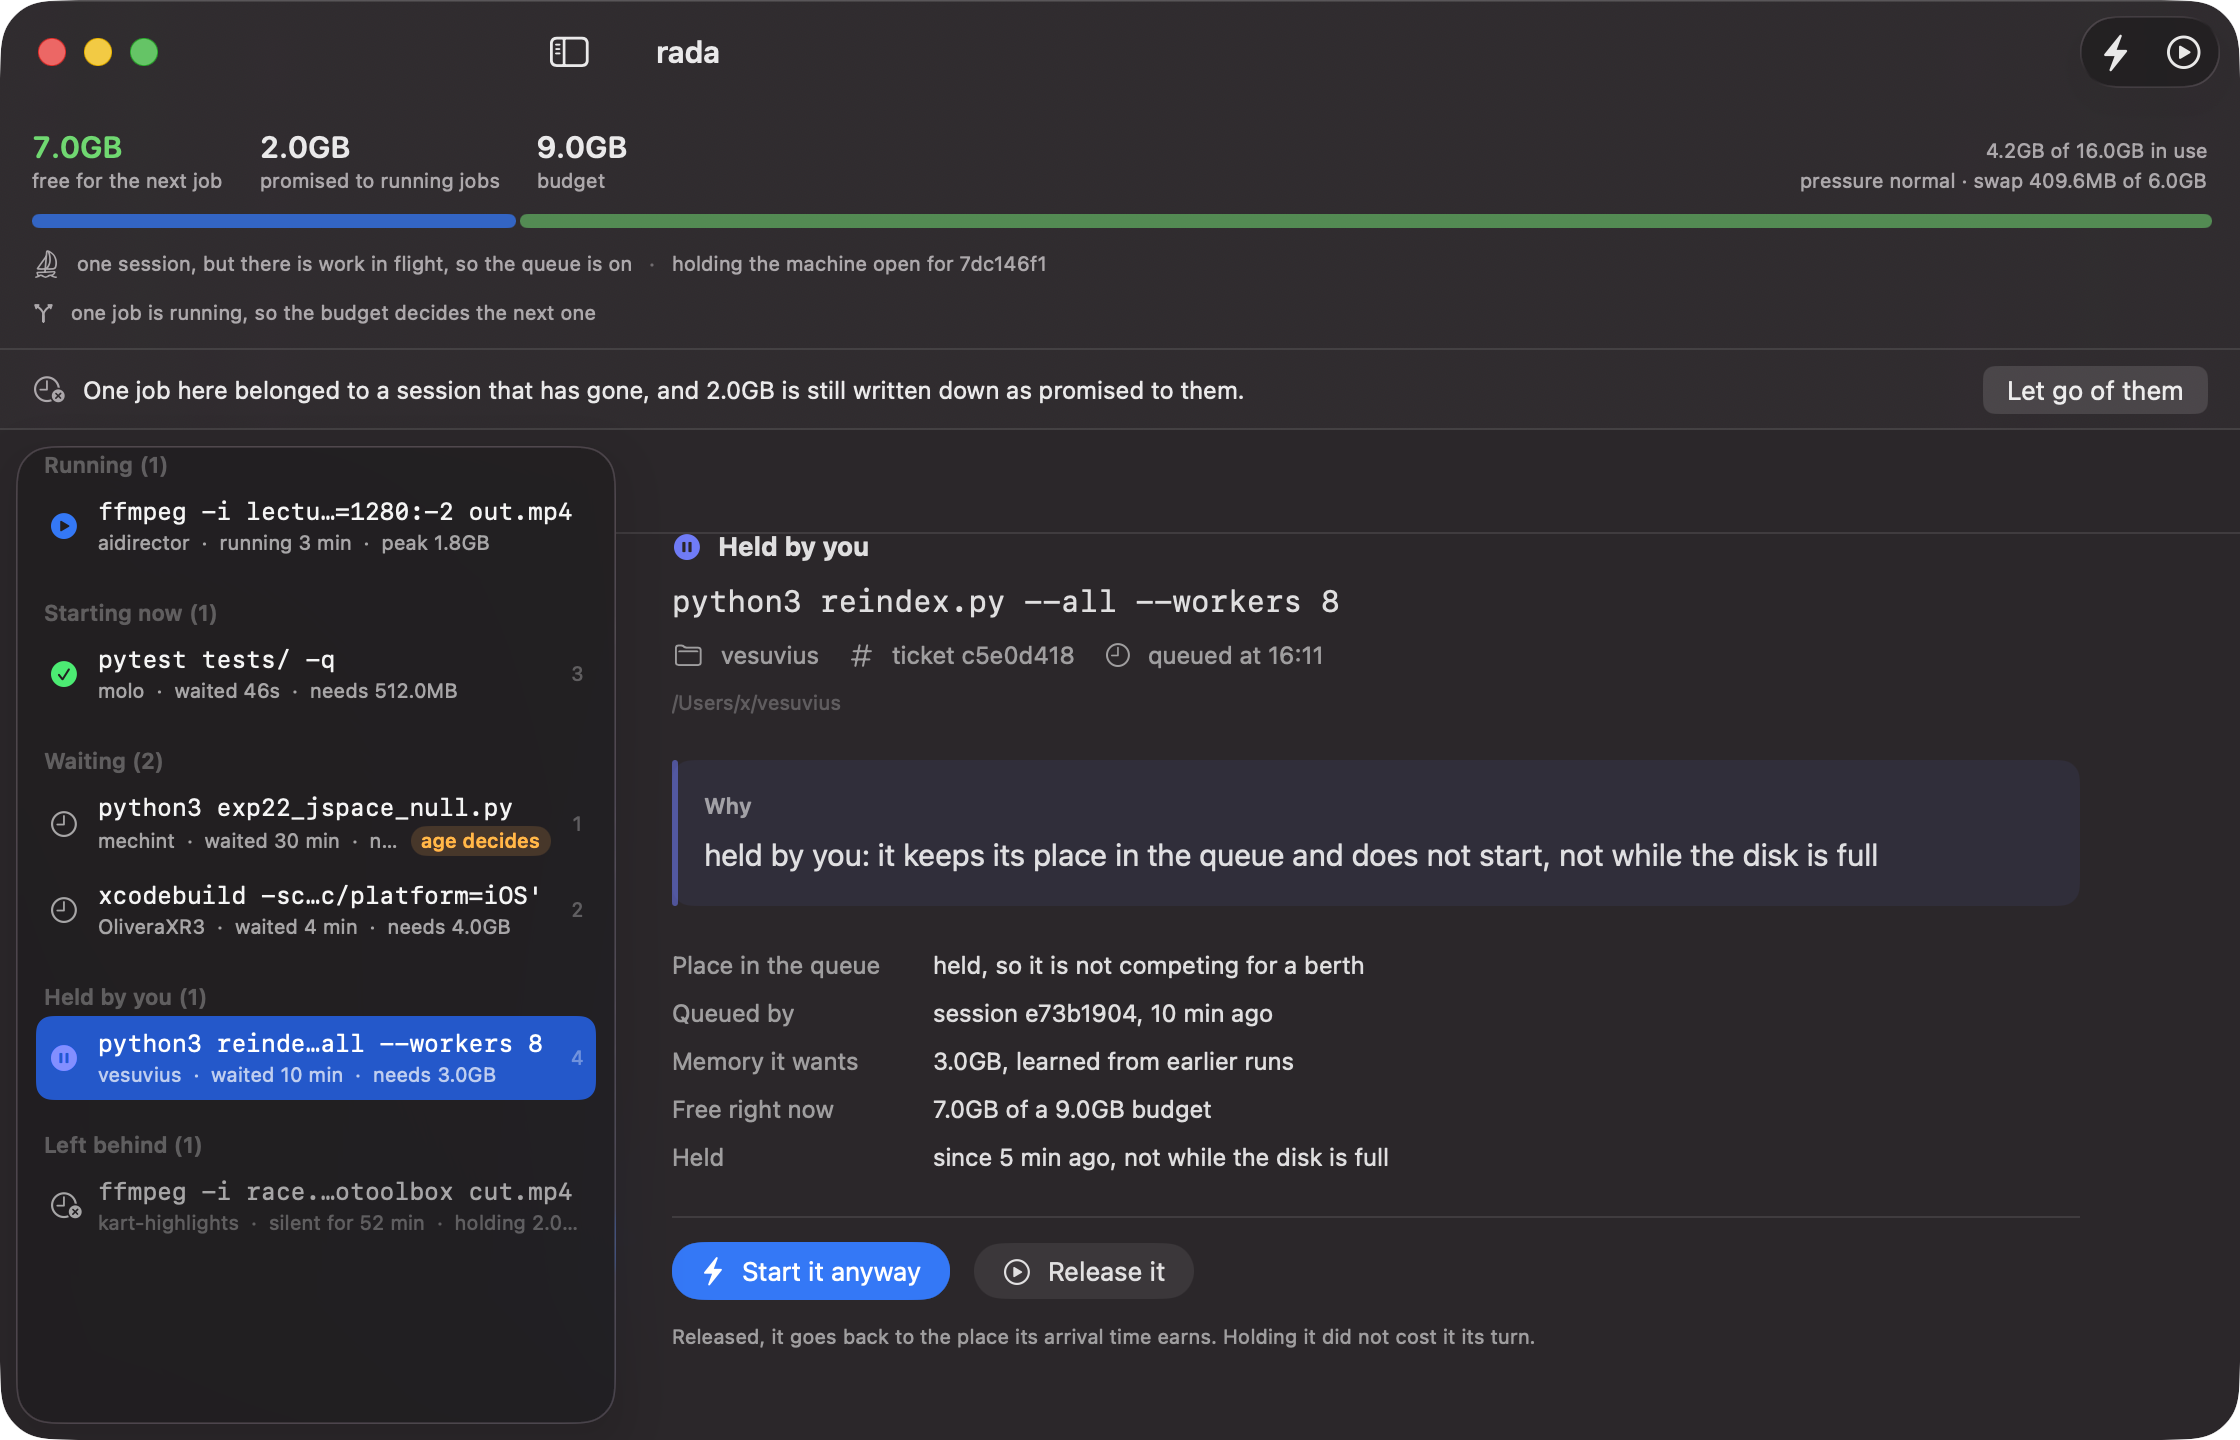 rada
7.0GB
free for the next job
2.0GB
promised to running jobs
9.0GB
budget
4.2GB of 16.0GB in use
pressure normal · swap 409.6MB of 6.0GB
one session, but there is work in flight, so the queue is on · holding the machine open for 7dc146f1
one job is running, so the budget decides the next one
One job here belonged to a session that has gone, and 2.0GB is still written down as promised to them.
Let go of them
Running (1)
ffmpeg -i lectu…=1280:-2 out.mp4
aidirector · running 3 min · peak 1.8GB
Starting now (1)
pytest tests/ -q
molo · waited 46s · needs 512.0MB
3
Waiting (2)
python3 exp22_jspace_null.py
mechint · waited 30 min · n… age decides
1
xcodebuild -sc…c/platform=iOS'
OliveraXR3 · waited 4 min · needs 4.0GB
2
Held by you (1)
python3 reinde…all --workers 8
vesuvius · waited 10 min · needs 3.0GB
4
Left behind (1)
ffmpeg -i race.…otoolbox cut.mp4
kart-highlights · silent for 52 min · holding 2.0…
Held by you
python3 reindex.py --all --workers 8
vesuvius # ticket c5e0d418 queued at 16:11
/Users/x/vesuvius
Why
held by you: it keeps its place in the queue and does not start, not while the disk is full
Place in the queue held, so it is not competing for a berth
Queued by session e73b1904, 10 min ago
Memory it wants 3.0GB, learned from earlier runs
Free right now 7.0GB of a 9.0GB budget
Held since 5 min ago, not while the disk is full
Start it anyway
Release it
Released, it goes back to the place its arrival time earns. Holding it did not cost it its turn.